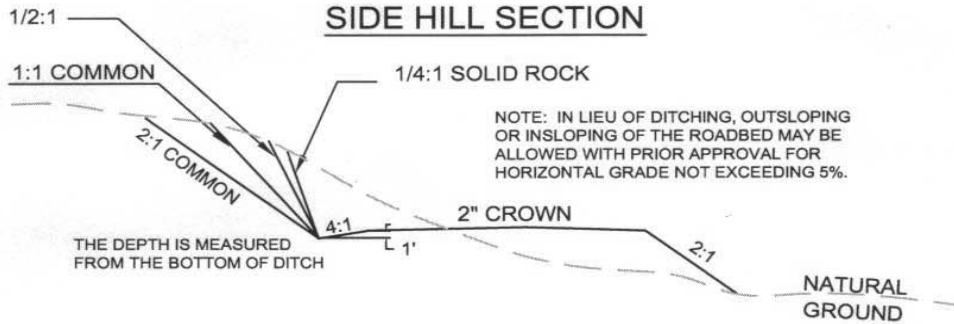 SIDE HILL SECTION
1/2:1
1:1 COMMON
1/4:1 SOLID ROCK
NOTE: IN LIEU OF DITCHING, OUTSLOPING
OR INSLOPING OF THE ROADBED MAY BE
ALLOWED WITH PRIOR APPROVAL FOR
HORIZONTAL GRADE NOT EXCEEDING 5%.
2:1 COMMON
4:1
2" CROWN
1'
THE DEPTH IS MEASURED
FROM THE BOTTOM OF DITCH
2:1
NATURAL
GROUND